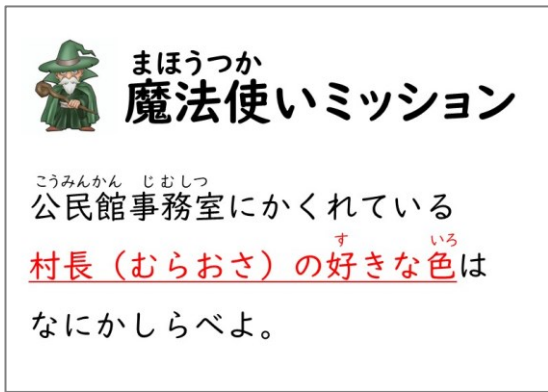 まほうつか
魔法使いミッション
こうみんかん じむしつ
公民館事務室にかくれている
す いろ
村長（むらおさ）の好きな色は
なにかしらべよ。